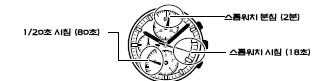 스톱워치 분침 (2분)
1/20초 시침 (80초)
스톱워치 시침 (18초)